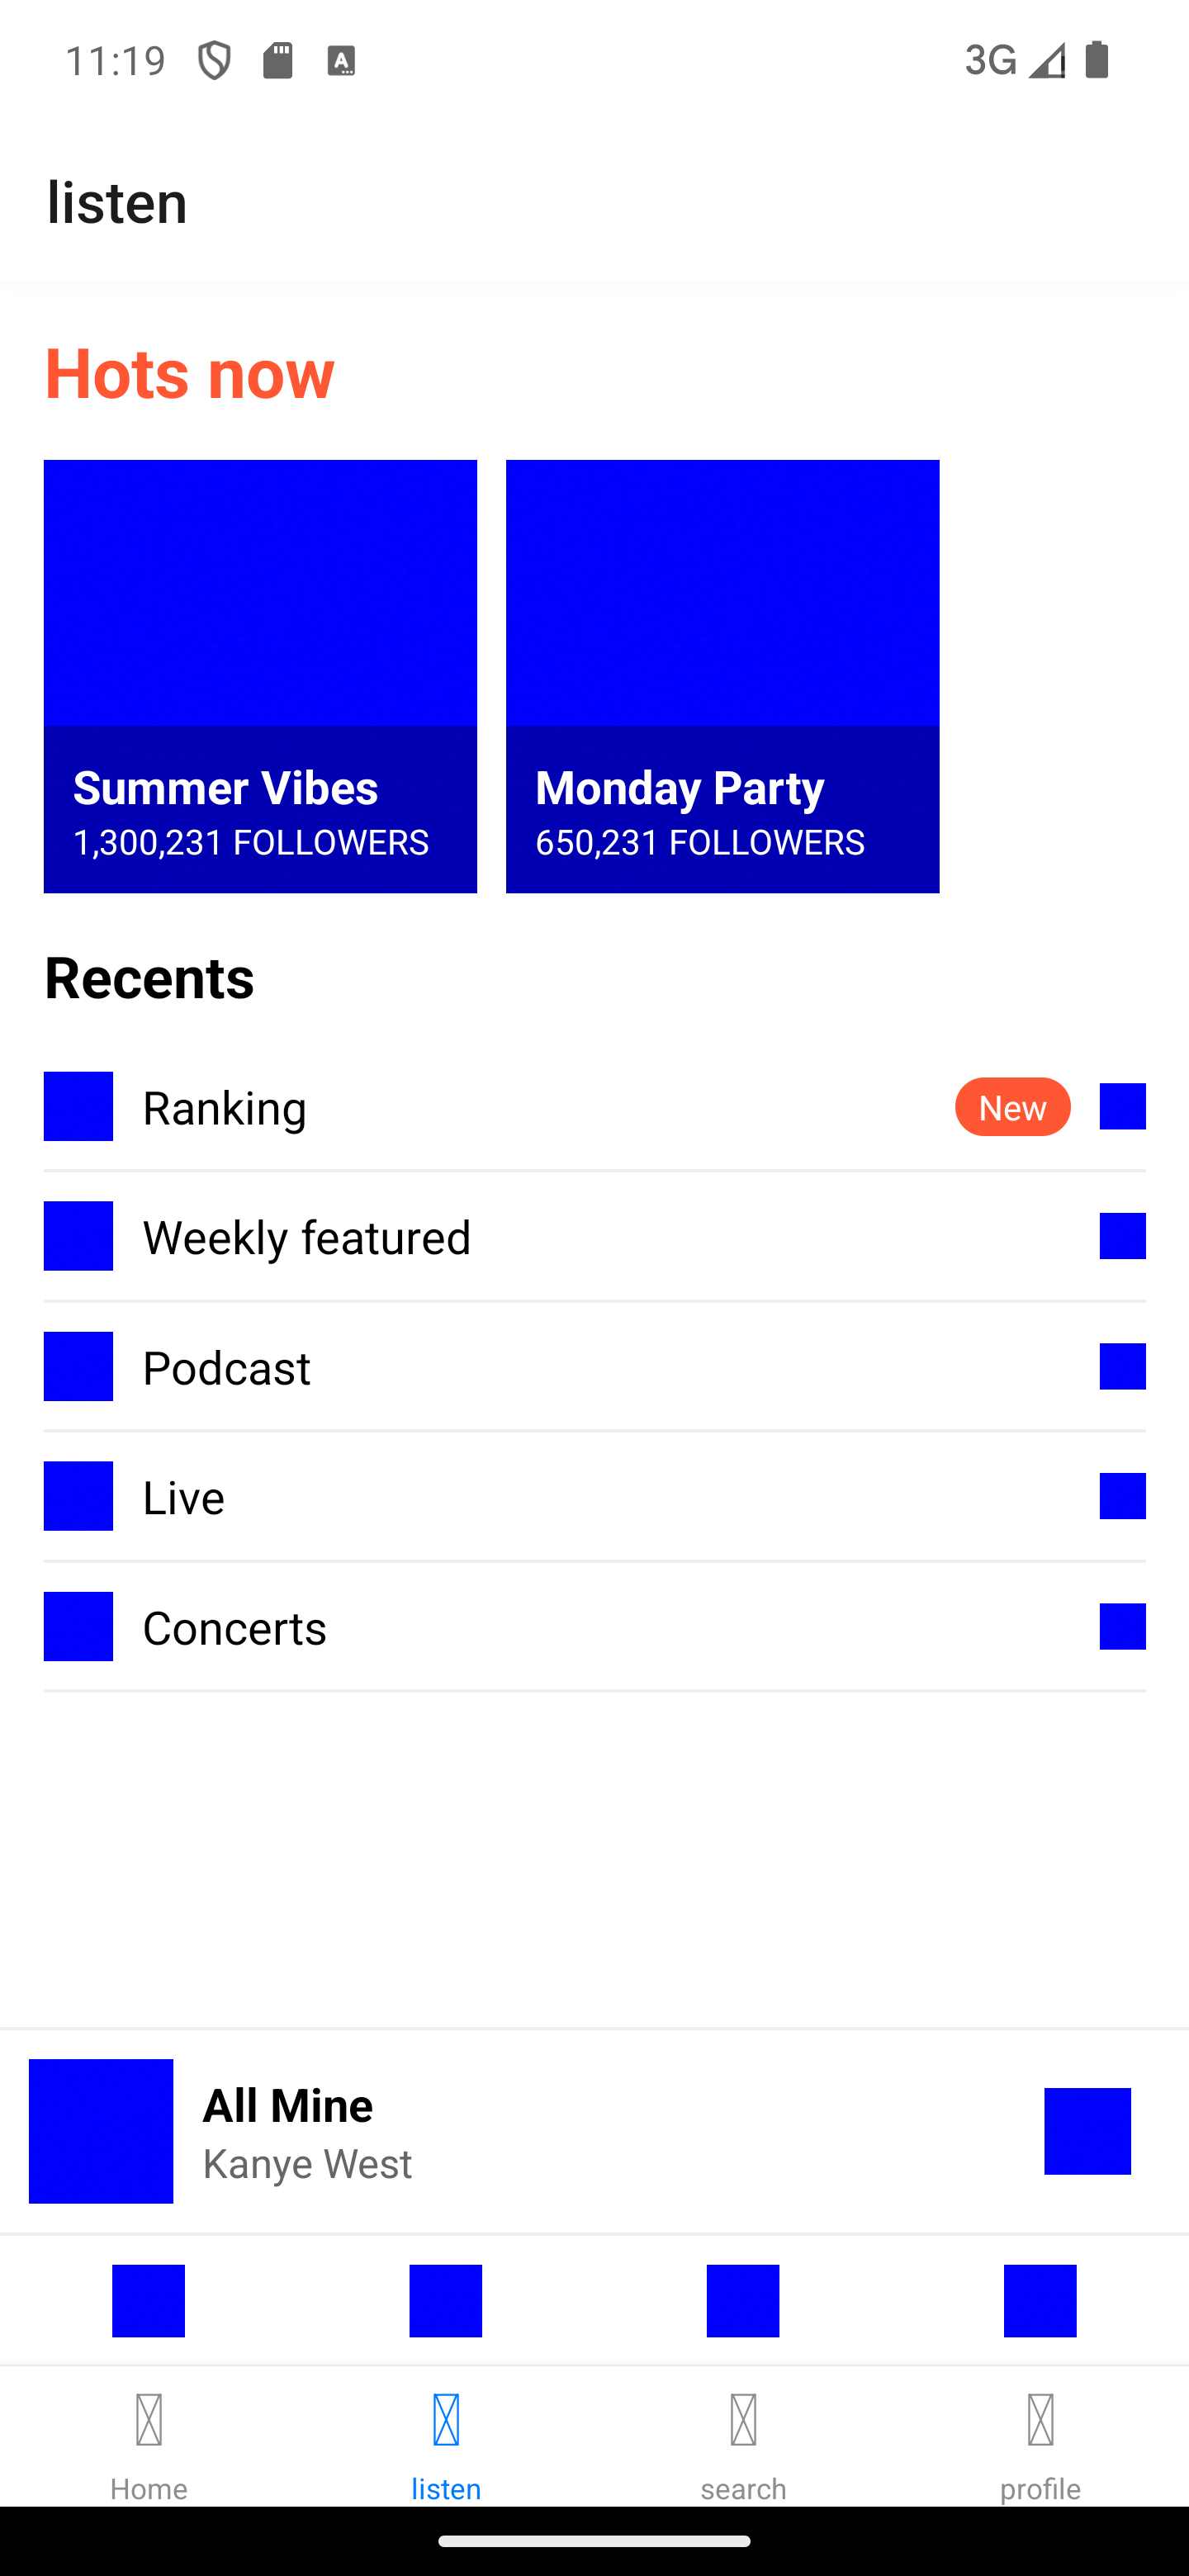 11:19
3G
listen
Hots now
Summer Vibes
1,300,231 FOLLOWERS
Monday Party
650,231 FOLLOWERS
Recents
Ranking
New
Weekly featured
Podcast
Live
Concerts
All Mine
Kanye West
Home
listen
search
profile